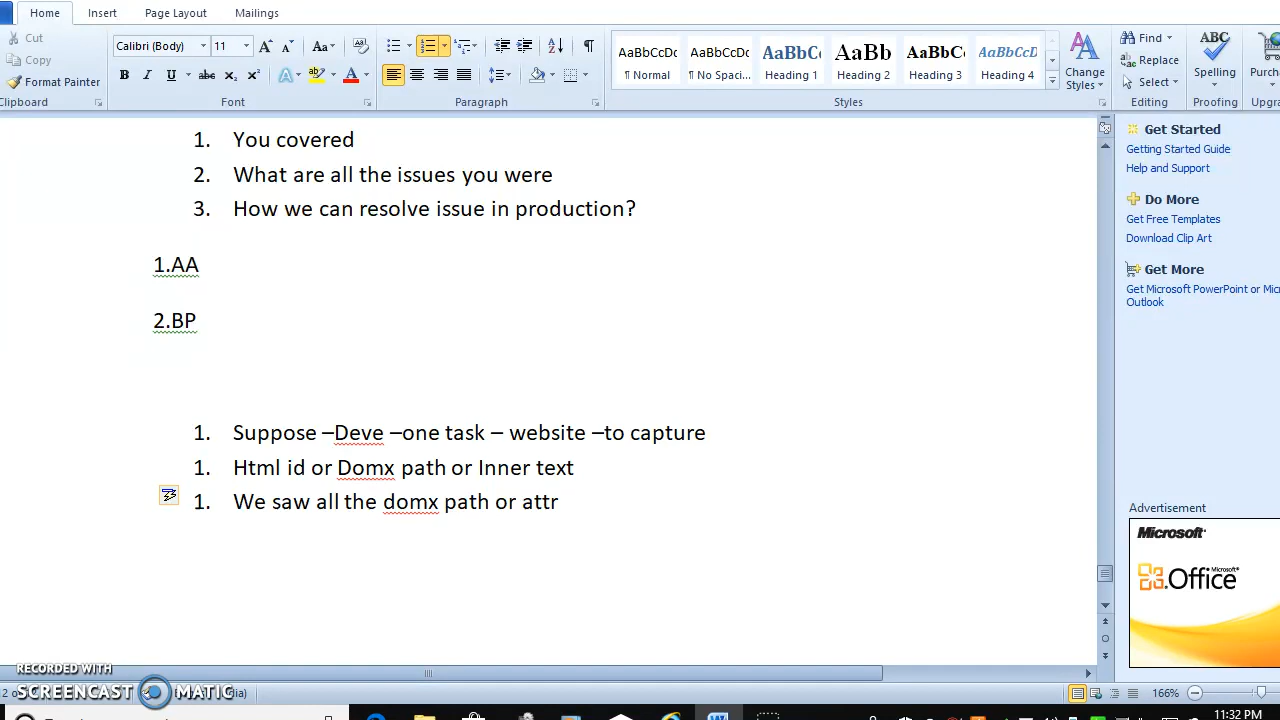 Home Insert Page Layout Mailings
Cut
Copy
Format Painter
Clipboard
Calibri (Body) 11
Font
Paragraph
AaBbCcDc AaBbCcDc AaBbC AaBb AaBbC AaBbCcD
¶ Normal ¶ No Spaci... Heading 1 Heading 2 Heading 3 Heading 4
Change Styles
Styles
Find
Replace
Select
Editing
ABC
Spelling
Proofing
1. You covered
2. What are all the issues you were
3. How we can resolve issue in production?
1.AA
2.BP
1. Suppose –Deve –one task – website –to capture
1. Html id or Domx path or Inner text
1. We saw all the domx path or attr
Get Started
Getting Started Guide
Help and Support
Do More
Get Free Templates
Download Clip Art
Get More
Get Microsoft PowerPoint or Mic
Outlook
Advertisement
Microsoft
Office
RECORDED WITH
SCREENCAST MATIC
166%
11:32 PM